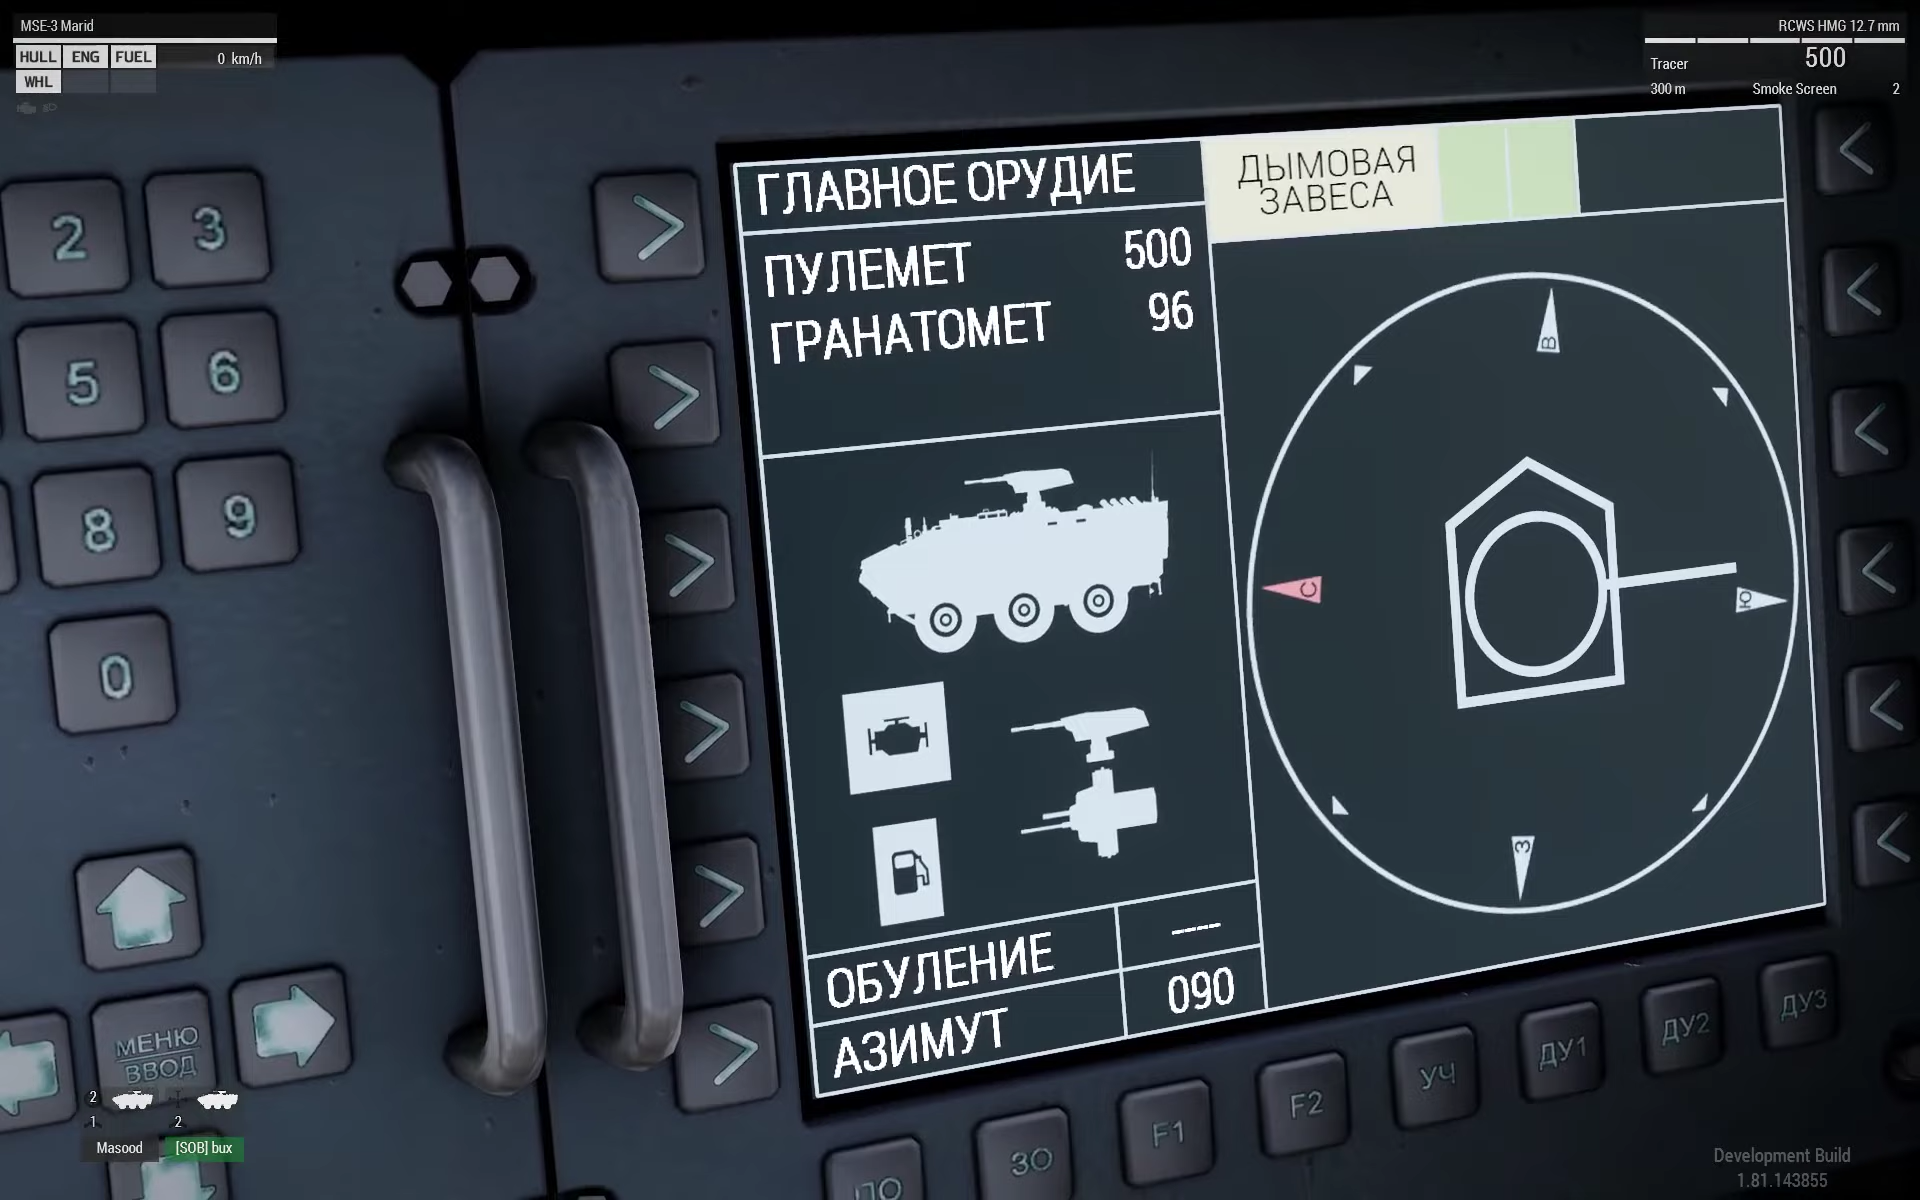 MSE-3 Marid
HULL ENG FUEL 0 km/h
WHL
RCWS HMG 12.7 mm
Tracer 500
300 m Smoke Screen 2
2 3
5 6
8 9
0
МЕНЮ
ВВОД
ГЛАВНОЕ ОРУДИЕ
ПУЛЕМЕТ 500
ГРАНАТОМЕТ 96
ДЫМОВАЯ
ЗАВЕСА
В
С
Ю
З
ОБУЛЕНИЕ ----
АЗИМУТ 090
ПО ЗО F1 F2 УЧ ДУ1 ДУ2 ДУ3
2
1 2
Masood [SOB] bux
Development Build
1.81.143855